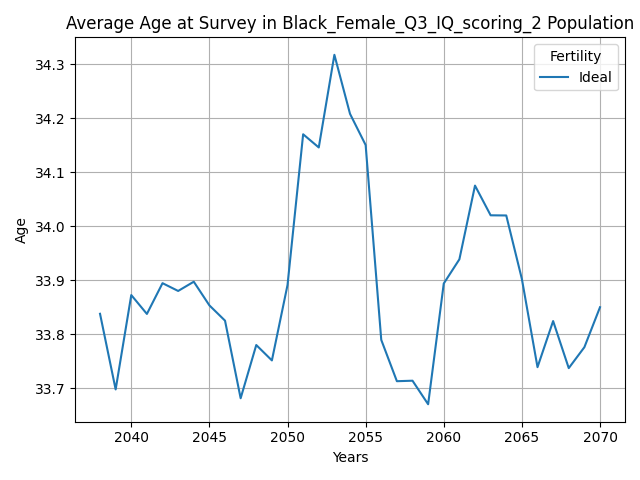 Average Age at Survey in Black_Female_Q3_IQ_scoring_2 Population
Fertility
Ideal
34.3
34.2
34.1
34.0
33.9
33.8
33.7
Age
2040 2045 2050 2055 2060 2065 2070
Years